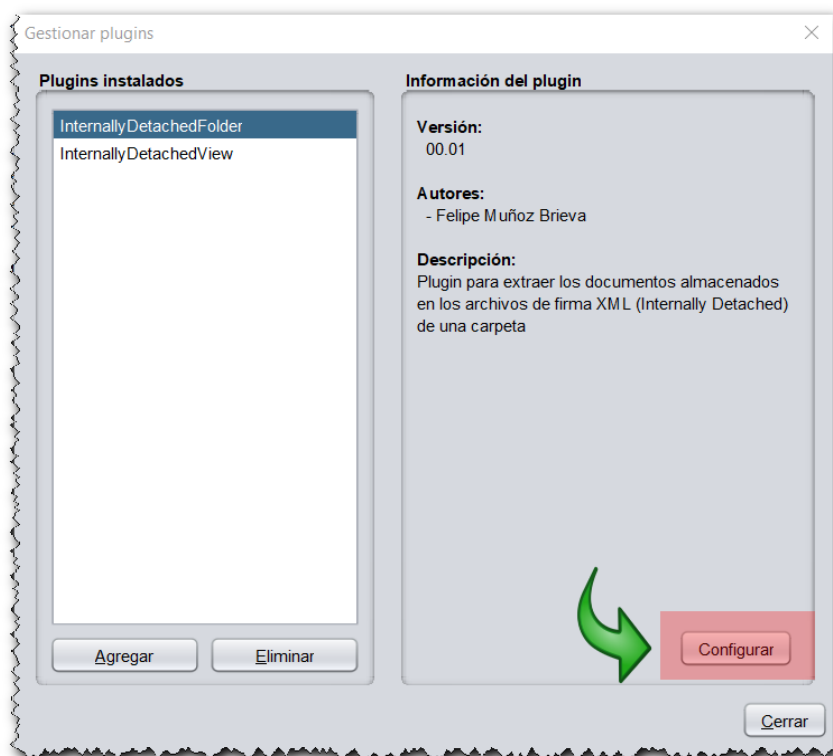 Gestionar plugins
Plugins instalados
InternallyDetachedFolder
InternallyDetachedView
Agregar
Eliminar
Información del plugin
Versión:
00.01
Autores:
- Felipe Muñoz Brieva
Descripción:
Plugin para extraer los documentos almacenados
en los archivos de firma XML (Internally Detached)
de una carpeta
Configurar
Cerrar